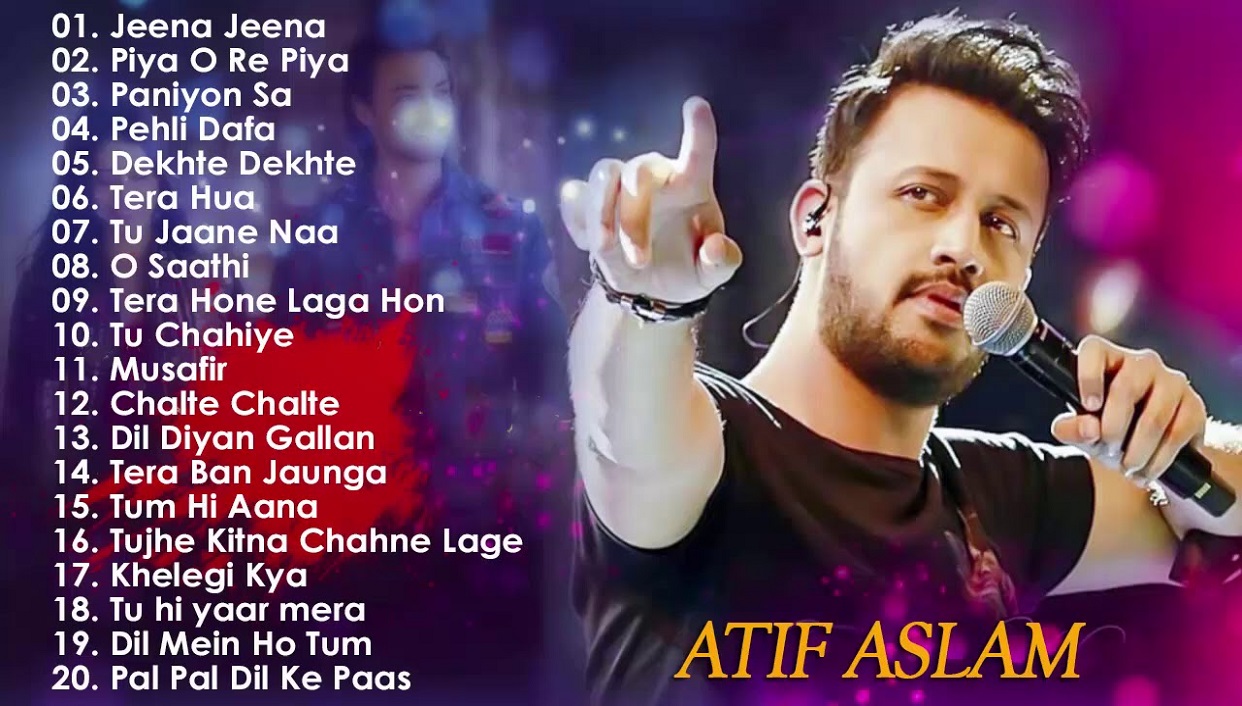 01. Jeena Jeena
02. Piya O Re Piya
03. Paniyon Sa
04. Pehli Dafa
05. Dekhte Dekhte
06. Tera Hua
07. Tu Jaane Naa
08. O Saathi
09. Tera Hone Laga Hon
10. Tu Chahiye
11. Musafir
12. Chalte Chalte
13. Dil Diyan Gallan
14. Tera Ban Jaunga
15. Tum Hi Aana
16. Tujhe Kitna Chahne Lage
17. Khelegi Kya
18. Tu hi yaar mera
19. Dil Mein Ho Tum
20. Pal Pal Dil Ke Paas
ATIF ASLAM